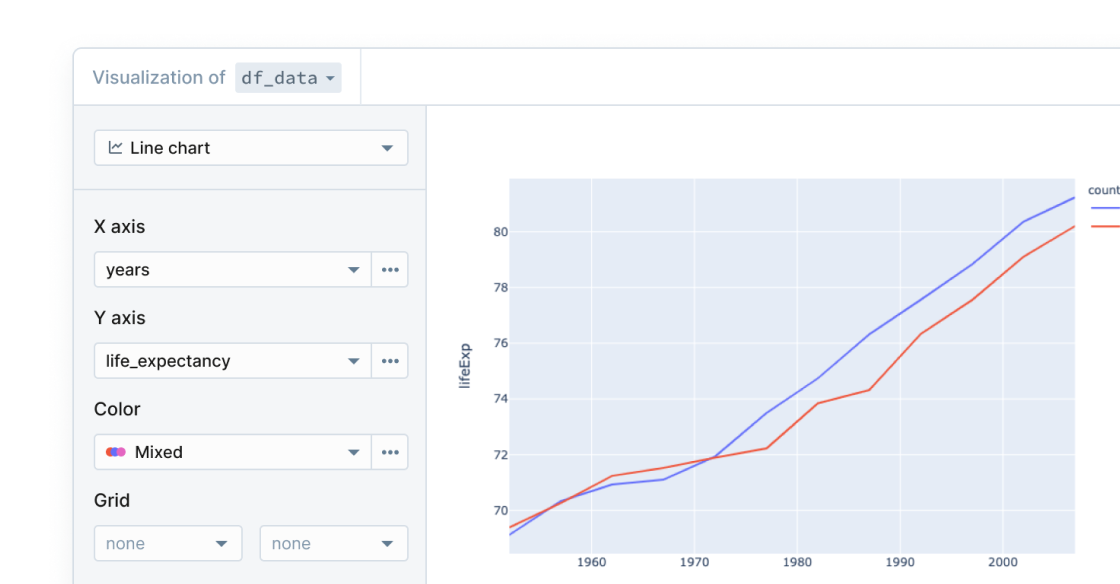 Visualization of df_data
Line chart
X axis
years
Y axis
life_expectancy
Color
Mixed
Grid
none none
count
80
78
76
74
72
70
lifeExp
1960 1970 1980 1990 2000